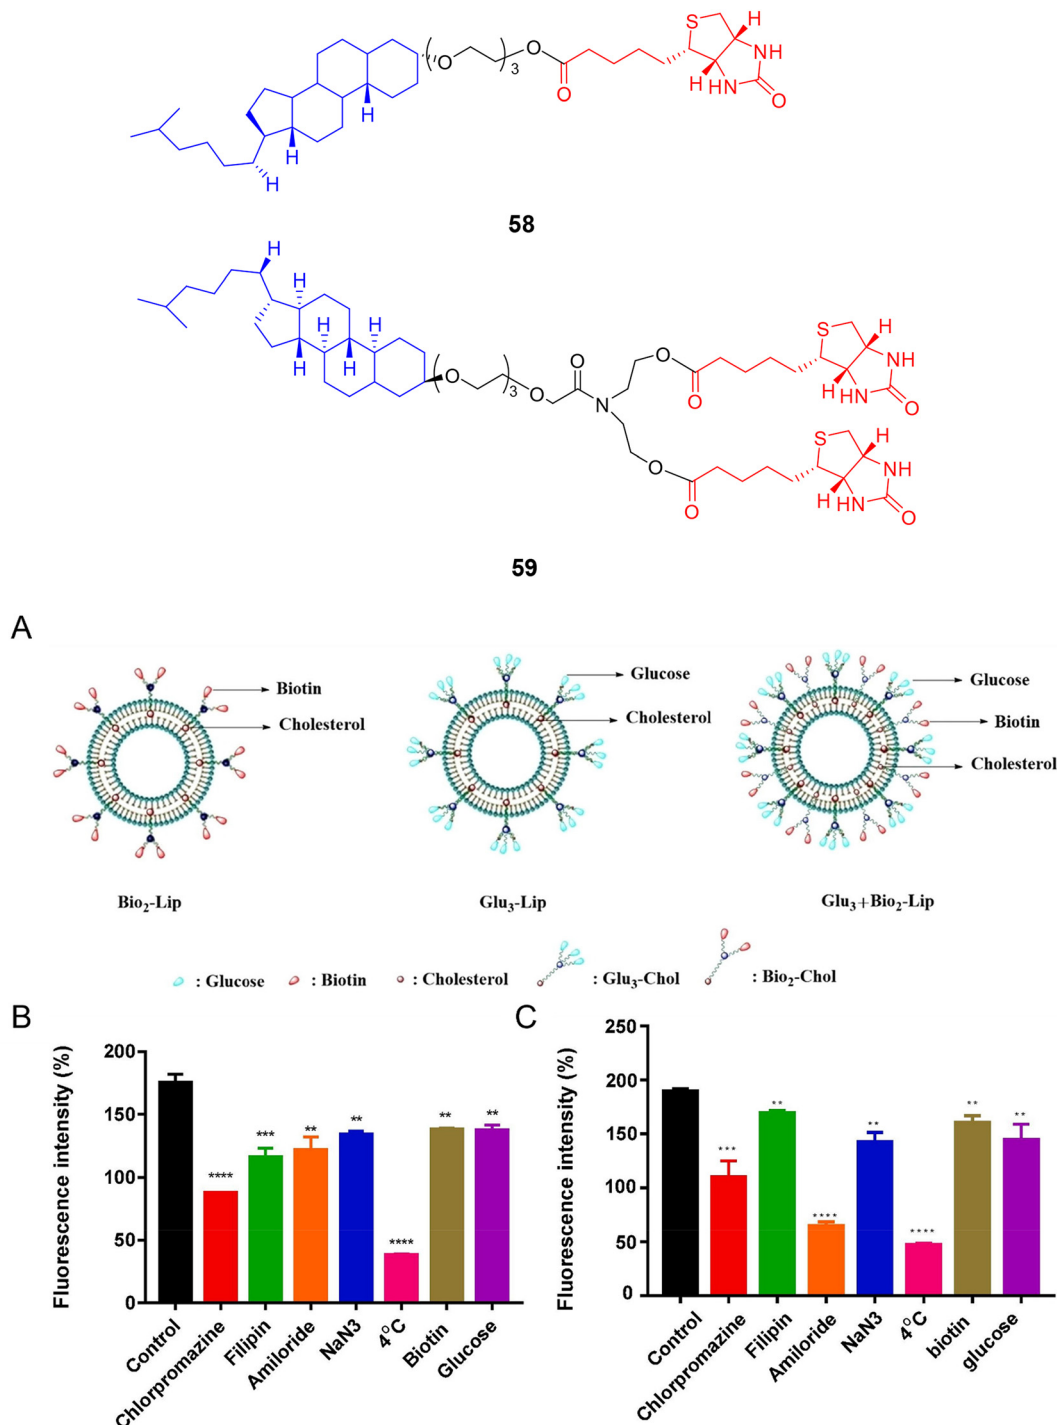 S
H
NH
H
HN
O
O
O
3
O
H
H
H
58
H
H
H
H
H
O
3
O
O
N
O
O
S
H
NH
H
HN
O
O
O
S
H
NH
H
HN
O
59
A
Biotin
Cholesterol
Glucose
Cholesterol
Glucose
Biotin
Cholesterol
Bio2-Lip
Glu3-Lip
Glu3+Bio2-Lip
: Glucose
: Biotin
: Cholesterol
: Glu3-Chol
: Bio2-Chol
B
Fluorescence intensity (%)
200
150
100
50
0
****
***
**
**
****
**
**
Control
Chlorpromazine
Filipin
Amiloride
NaN3
4°C
Biotin
Glucose
C
Fluorescence intensity (%)
250
200
150
100
50
0
***
**
****
**
****
**
**
Control
Chlorpromazine
Filipin
Amiloride
NaN3
4°C
biotin
glucose